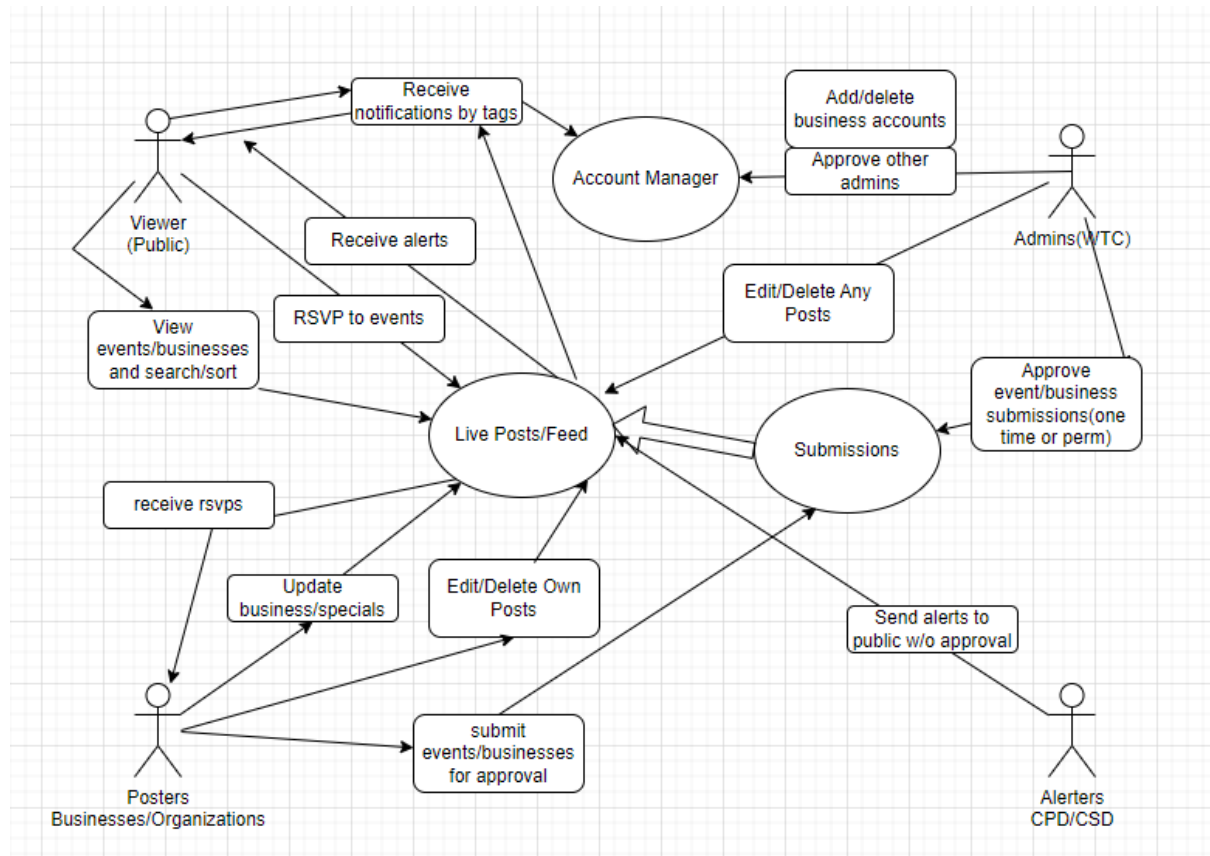 Receive
notifications by tags
Add/delete
business accounts
Approve other
admins
Account Manager
Viewer
(Public)
Admins(WTC)
Receive alerts
Edit/Delete Any
Posts
RSVP to events
View
events/businesses
and search/sort
Approve
event/business
submissions(one
time or perm)
Live Posts/Feed
Submissions
receive rsvps
Update
business/specials
Edit/Delete Own
Posts
Send alerts to
public w/o approval
submit
events/businesses
for approval
Posters
Businesses/Organizations
Alerters
CPD/CSD